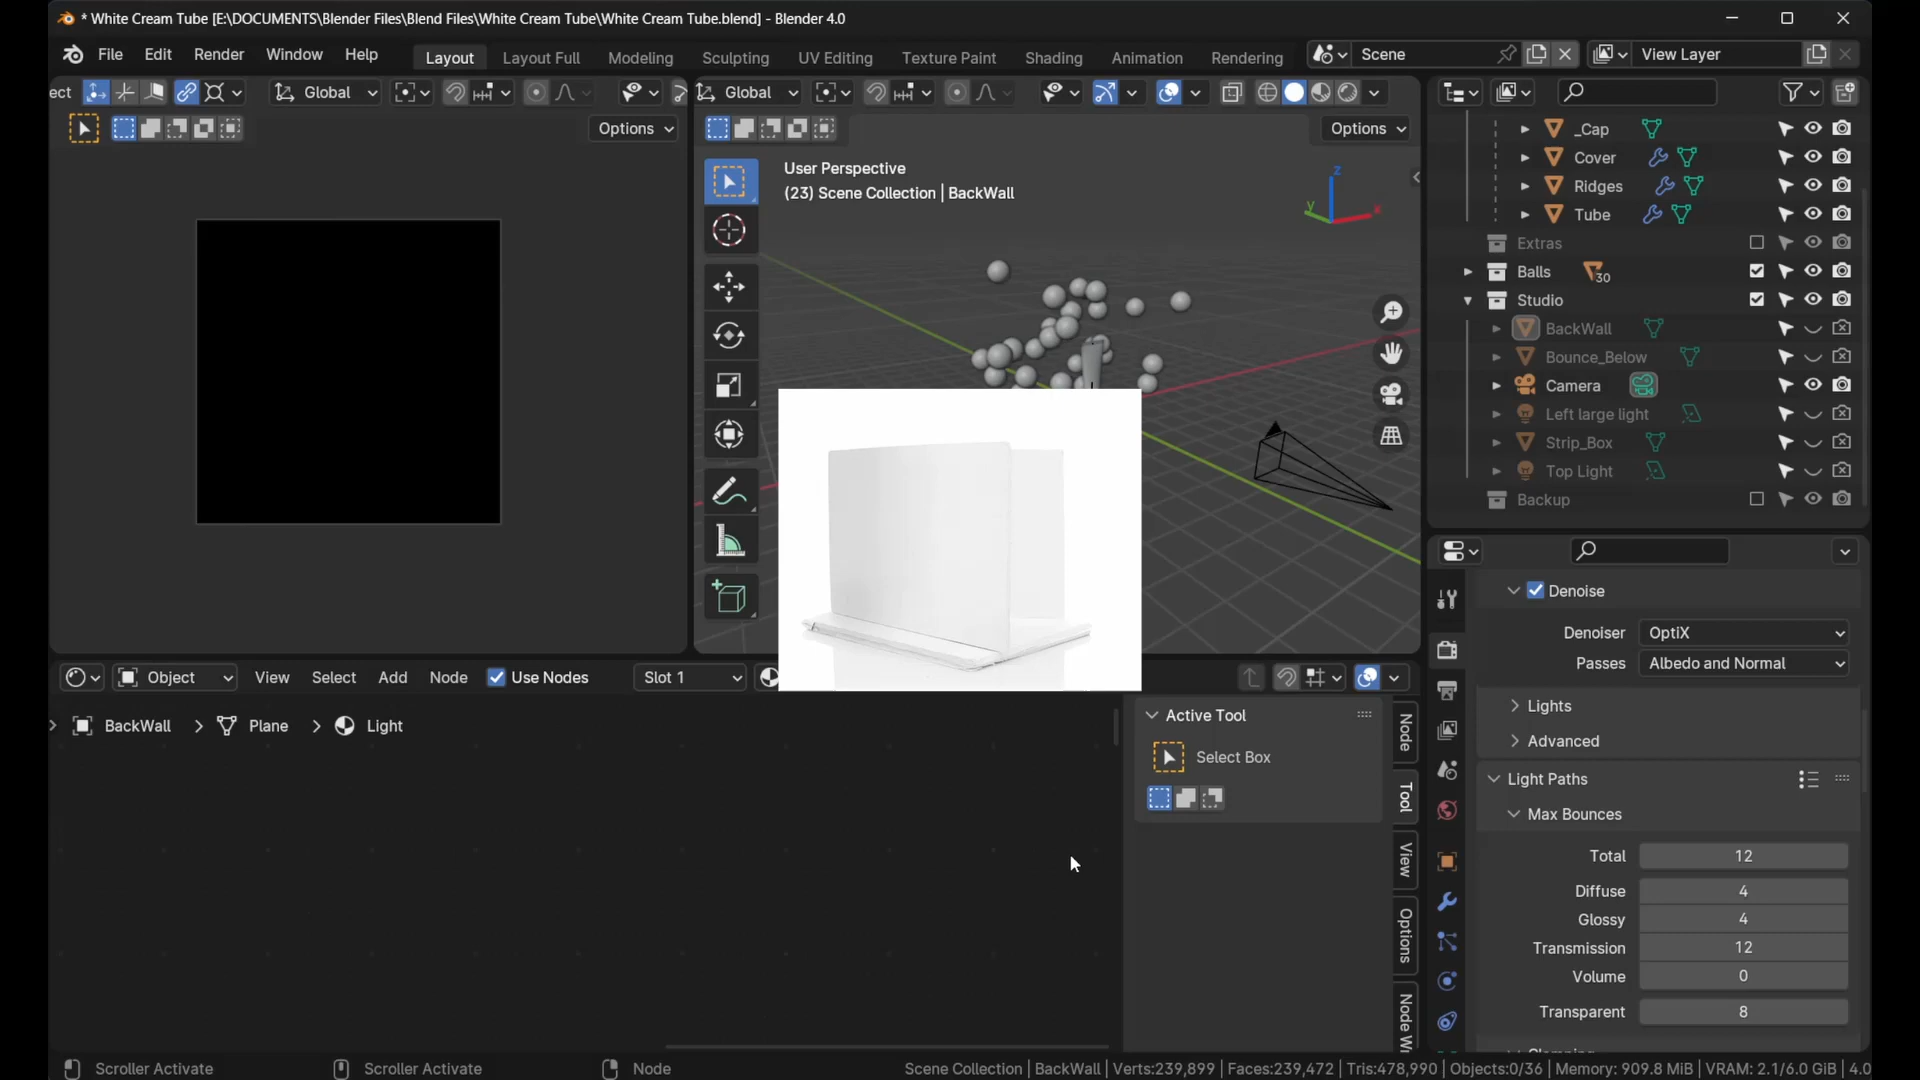 * White Cream Tube [E:\DOCUMENTS\Blender Files\Blend Files\White Cream Tube\White Cream Tube.blend] - Blender 4.0
File Edit Render Window Help Layout Layout Full Modeling Sculpting UV Editing Texture Paint Shading Animation Rendering Scene View Layer
ect Global Global
Options Options
_Cap
Cover
Ridges
Tube
Extras
Balls 30
Studio
BackWall
Bounce_Below
Camera
Left large light
Strip_Box
Top Light
Backup
User Perspective
(23) Scene Collection | BackWall
Z
Y
X
Denoise
Denoiser OptiX
Passes Albedo and Normal
Lights
Advanced
Light Paths
Max Bounces
Total 12
Diffuse 4
Glossy 4
Transmission 12
Volume 0
Transparent 8
Object View Select Add Node Use Nodes Slot 1
BackWall Plane Light
Active Tool
Select Box
Node
Tool
View
Options
Node W
Scroller Activate Scroller Activate Node Scene Collection | BackWall | Verts:239,899 | Faces:239,472 | Tris:478,990 | Objects:0/36 | Memory: 909.8 MiB | VRAM: 2.1/6.0 GiB | 4.0